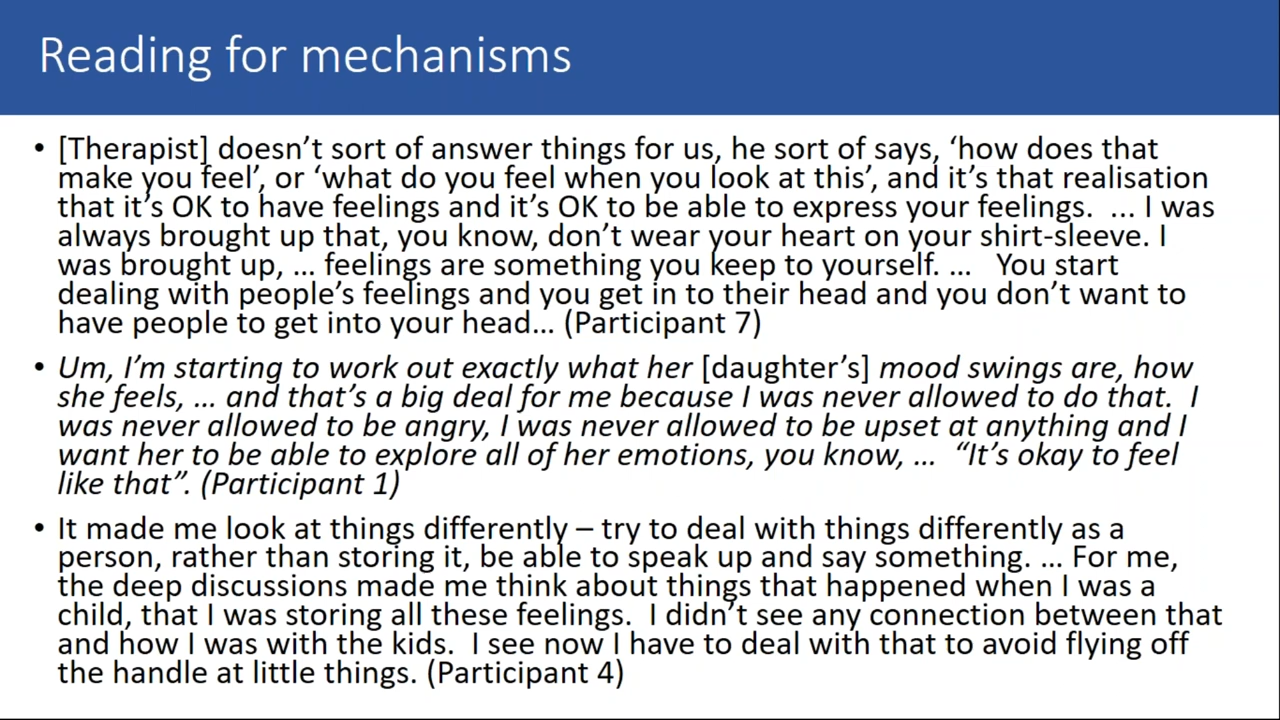 Reading for mechanisms
• [Therapist] doesn’t sort of answer things for us, he sort of says, ‘how does that
make you feel’, or ‘what do you feel when you look at this’, and it’s that realisation
that it’s OK to have feelings and it’s OK to be able to express your feelings. ... I was
always brought up that, you know, don’t wear your heart on your shirt-sleeve. I
was brought up, ... feelings are something you keep to yourself. ... You start
dealing with people’s feelings and you get in to their head and you don’t want to
have people to get into your head... (Participant 7)
• Um, I’m starting to work out exactly what her [daughter’s] mood swings are, how
she feels, ... and that’s a big deal for me because I was never allowed to do that. I
was never allowed to be angry, I was never allowed to be upset at anything and I
want her to be able to explore all of her emotions, you know, ... “It’s okay to feel
like that”. (Participant 1)
• It made me look at things differently – try to deal with things differently as a
person, rather than storing it, be able to speak up and say something. ... For me,
the deep discussions made me think about things that happened when I was a
child, that I was storing all these feelings. I didn’t see any connection between that
and how I was with the kids. I see now I have to deal with that to avoid flying off
the handle at little things. (Participant 4)